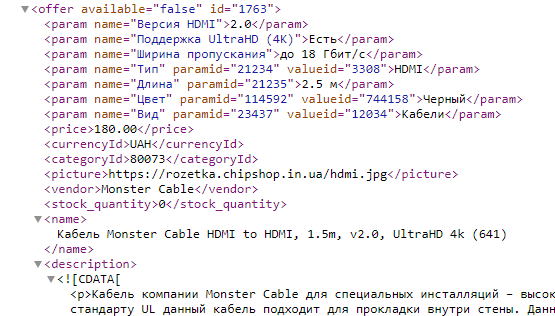 <offer available="false" id="1763">
<param name="Версия HDMI">2.0</param>
<param name="Поддержка UltraHD (4K)">Есть</param>
<param name="Ширина пропускания">до 18 Гбит/с</param>
<param name="Тип" paramid="21234" valueid="3308">HDMI</param>
<param name="Длина" paramid="21235">2.5 м</param>
<param name="Цвет" paramid="114592" valueid="744158">Черный</param>
<param name="Вид" paramid="23437" valueid="12034">Кабели</param>
<price>180.00</price>
<currencyId>UAH</currencyId>
<categoryId>80073</categoryId>
<picture>https://rozetka.chipshop.in.ua/hdmi.jpg</picture>
<vendor>Monster Cable</vendor>
<stock_quantity>0</stock_quantity>
<name>
Кабель Monster Cable HDMI to HDMI, 1.5m, v2.0, UltraHD 4k (641)
</name>
<description>
<![CDATA[
<p>Кабель компании Monster Cable для специальных инсталляций – высок
стандарту UL данный кабель подходит для прокладки внутри стены. Данн